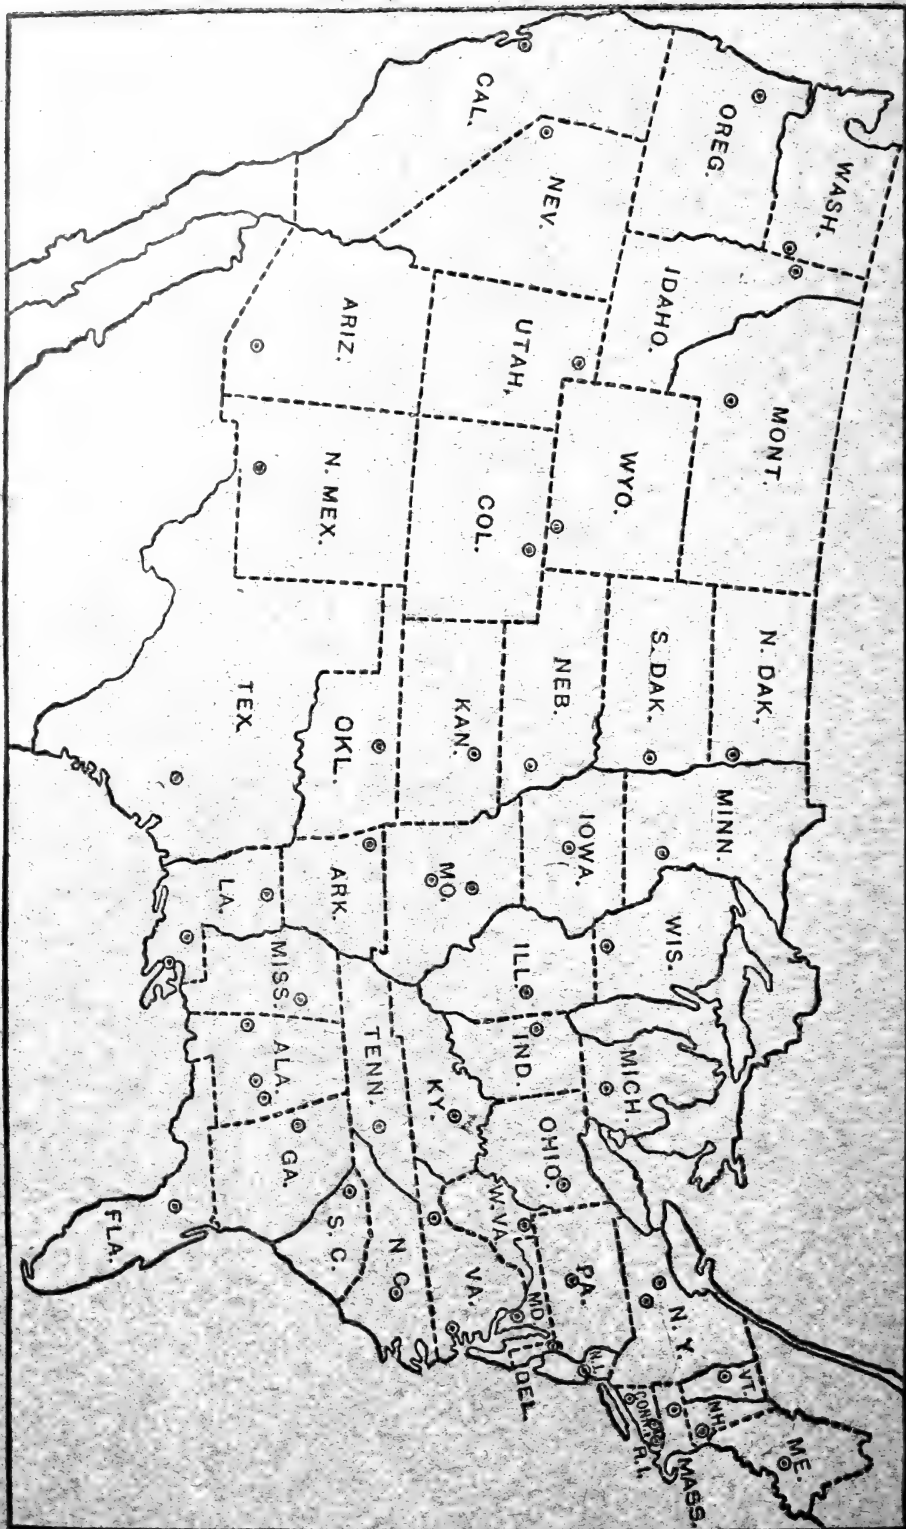 WASH.
OREG.
CAL.
NEV.
IDAHO.
MONT.
WYO.
UTAH,
ARIZ.
COL.
N. MEX.
N. DAK.
S. DAK.
NEB.
KAN.
OKL.
TEX.
MINN.
IOWA.
MO.
ARK.
LA.
WIS.
ILL.
IND.
MICH.
OHIO.
KY.
TENN.
MISS.
ALA.
GA.
FLA.
S. C.
N. C.
VA.
W. VA.
MD.
DEL.
PA.
N.J.
N. Y.
CONN.
R.I.
MASS.
VT.
N.H.
ME.